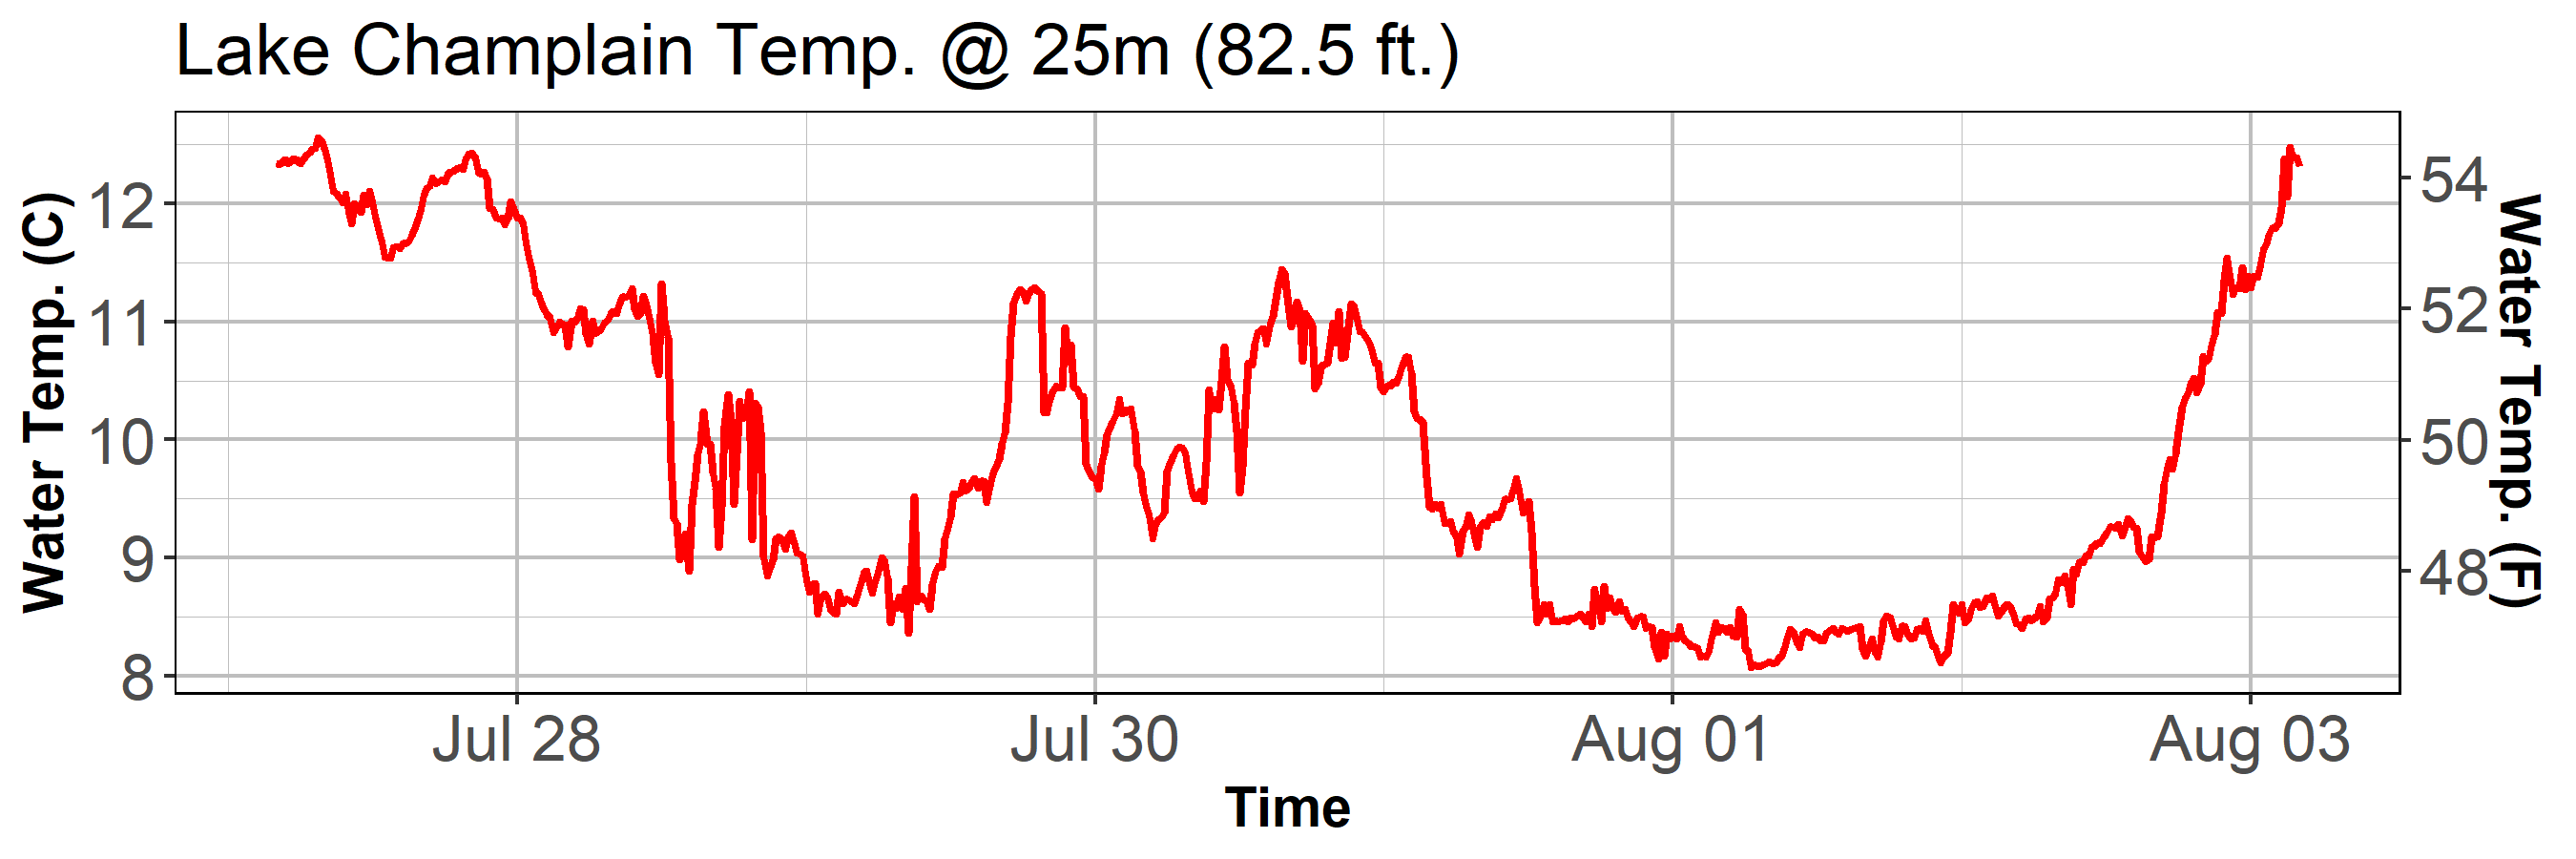 Lake Champlain Temp. @ 25m (82.5 ft.)
Water Temp. (C)
12
11
10
9
8
54
52
50
48
Water Temp. (F)
Jul 28 Jul 30 Aug 01 Aug 03
Time